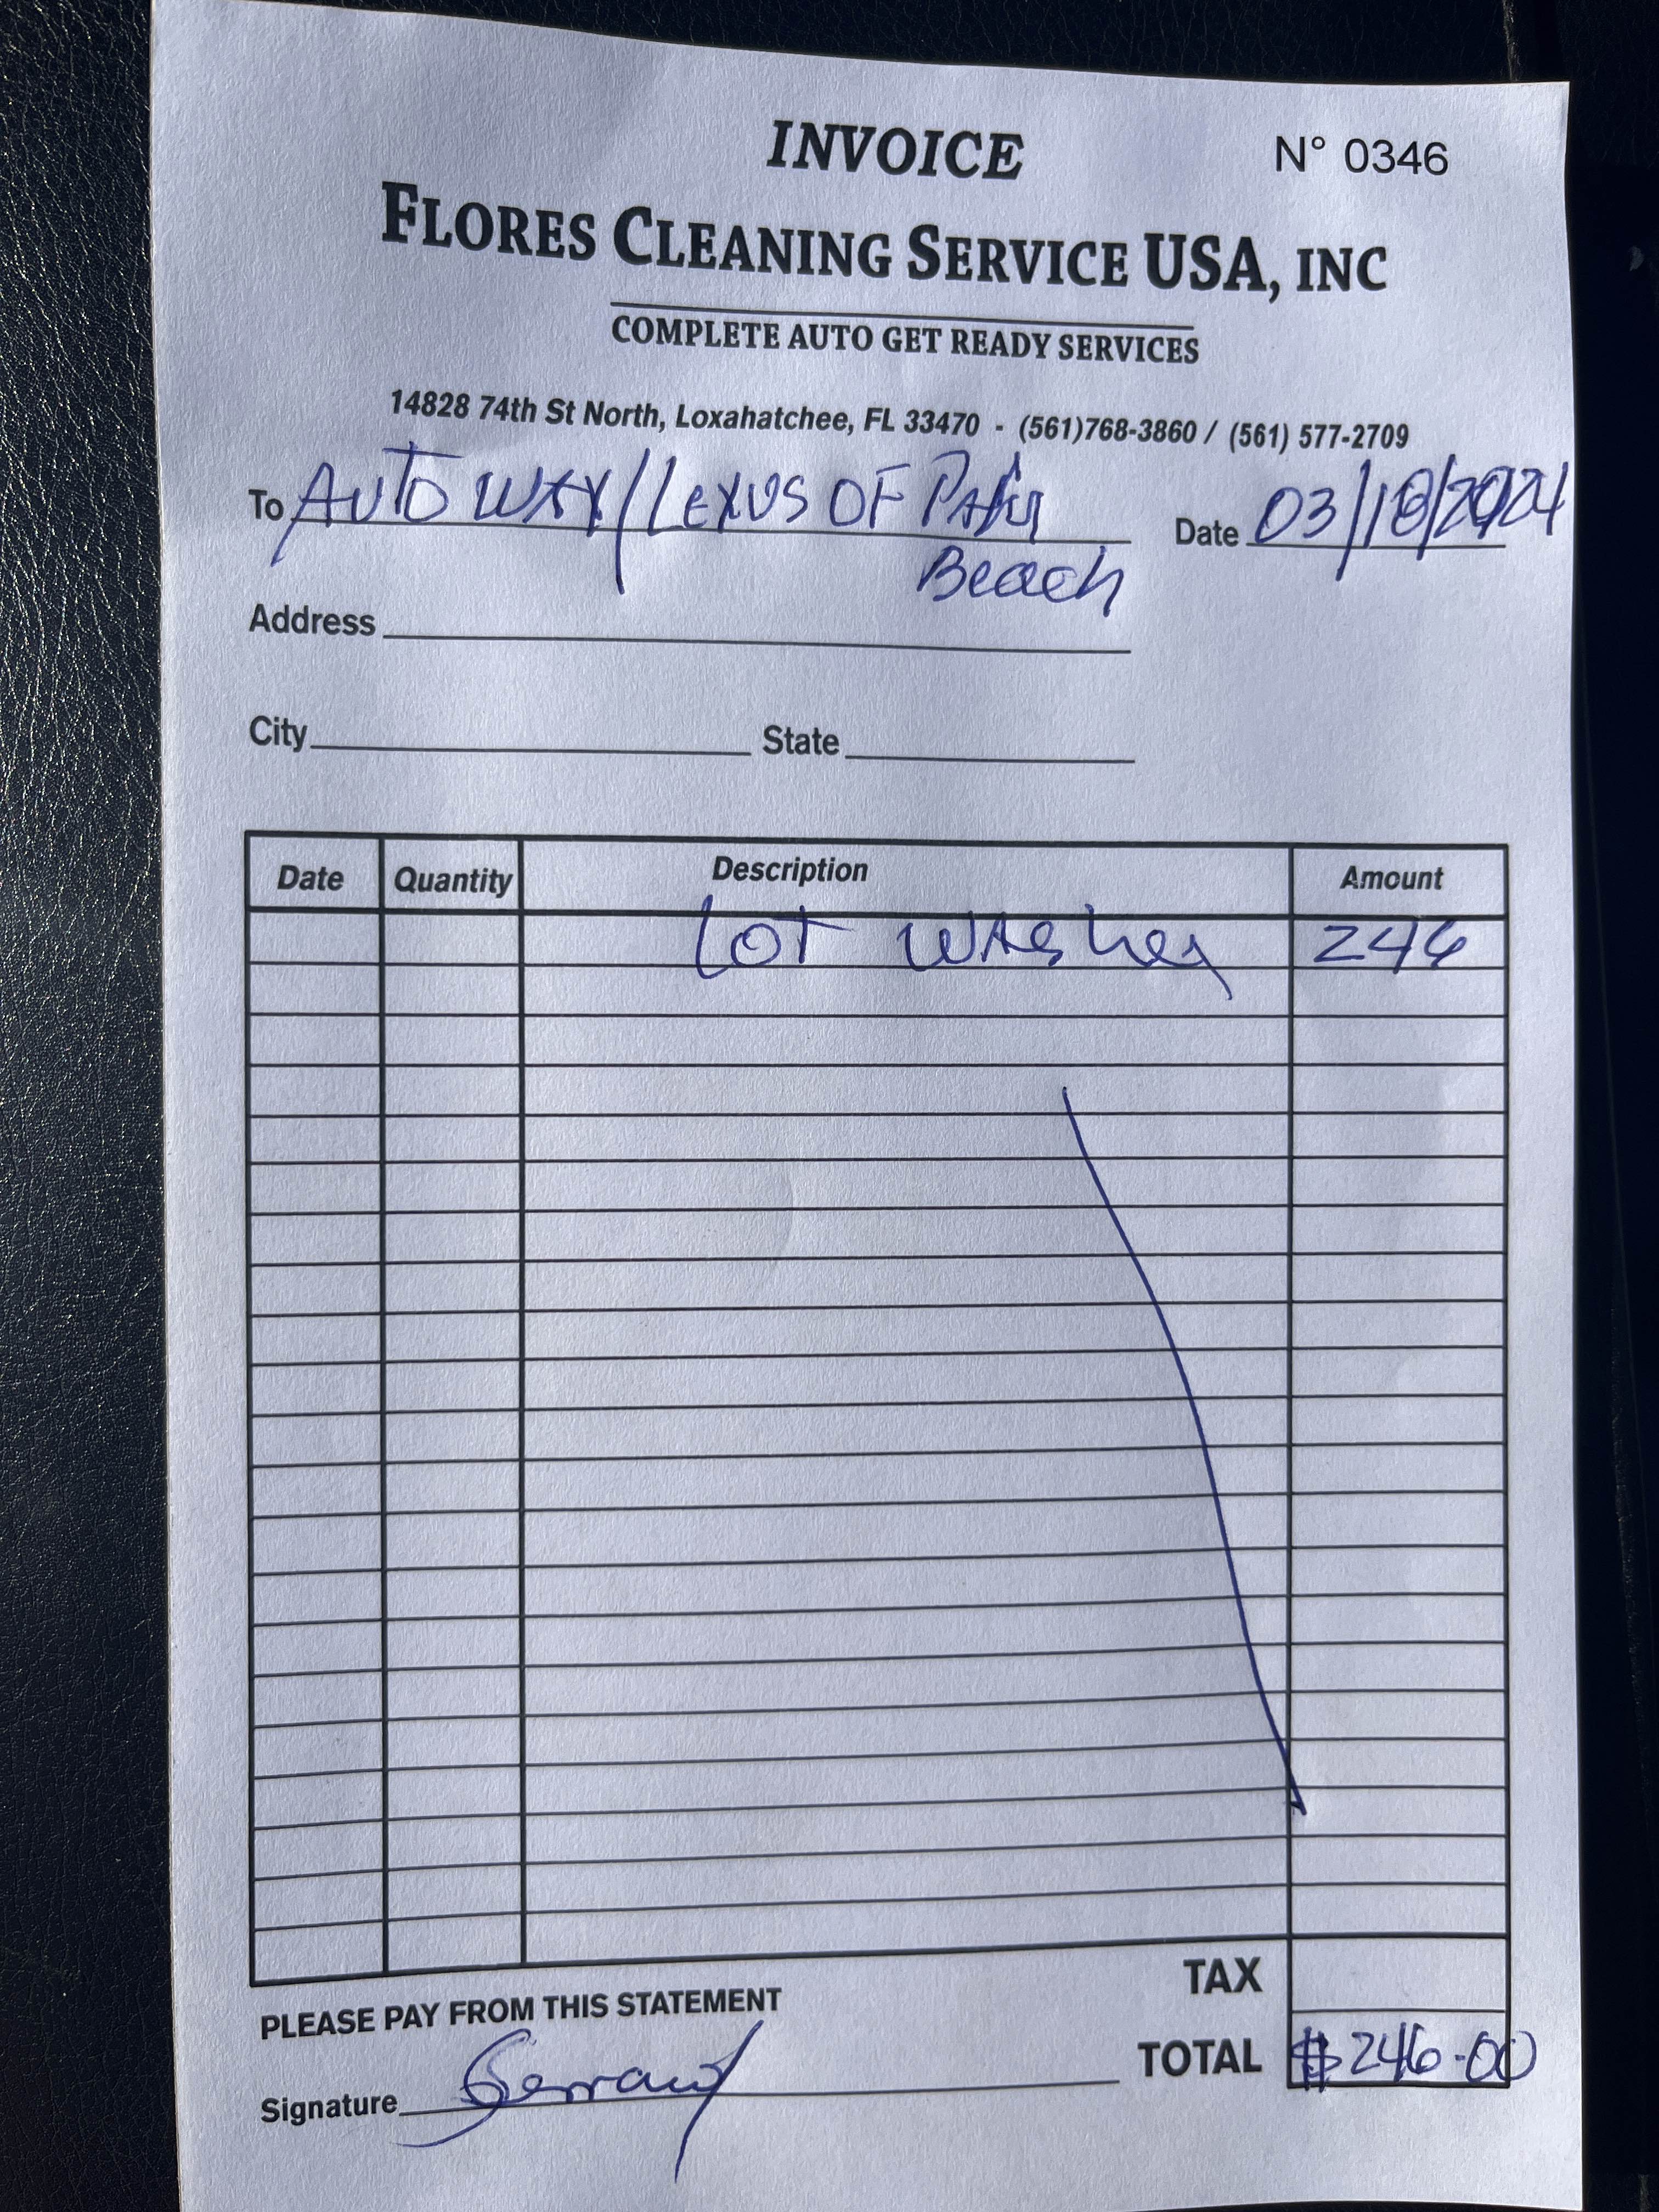 INVOICE N° 0346
FLORES CLEANING SERVICE USA, INC
COMPLETE AUTO GET READY SERVICES
14828 74th St North, Loxahatchee, FL 33470 - (561)768-3860 / (561) 577-2709
To AUTO WAY/LEXUS OF PALM Date 03/18/2024
Beach
Address
City State
Date Quantity Description Amount
LOT WASHER 246
TAX
PLEASE PAY FROM THIS STATEMENT
TOTAL $246.00
Signature